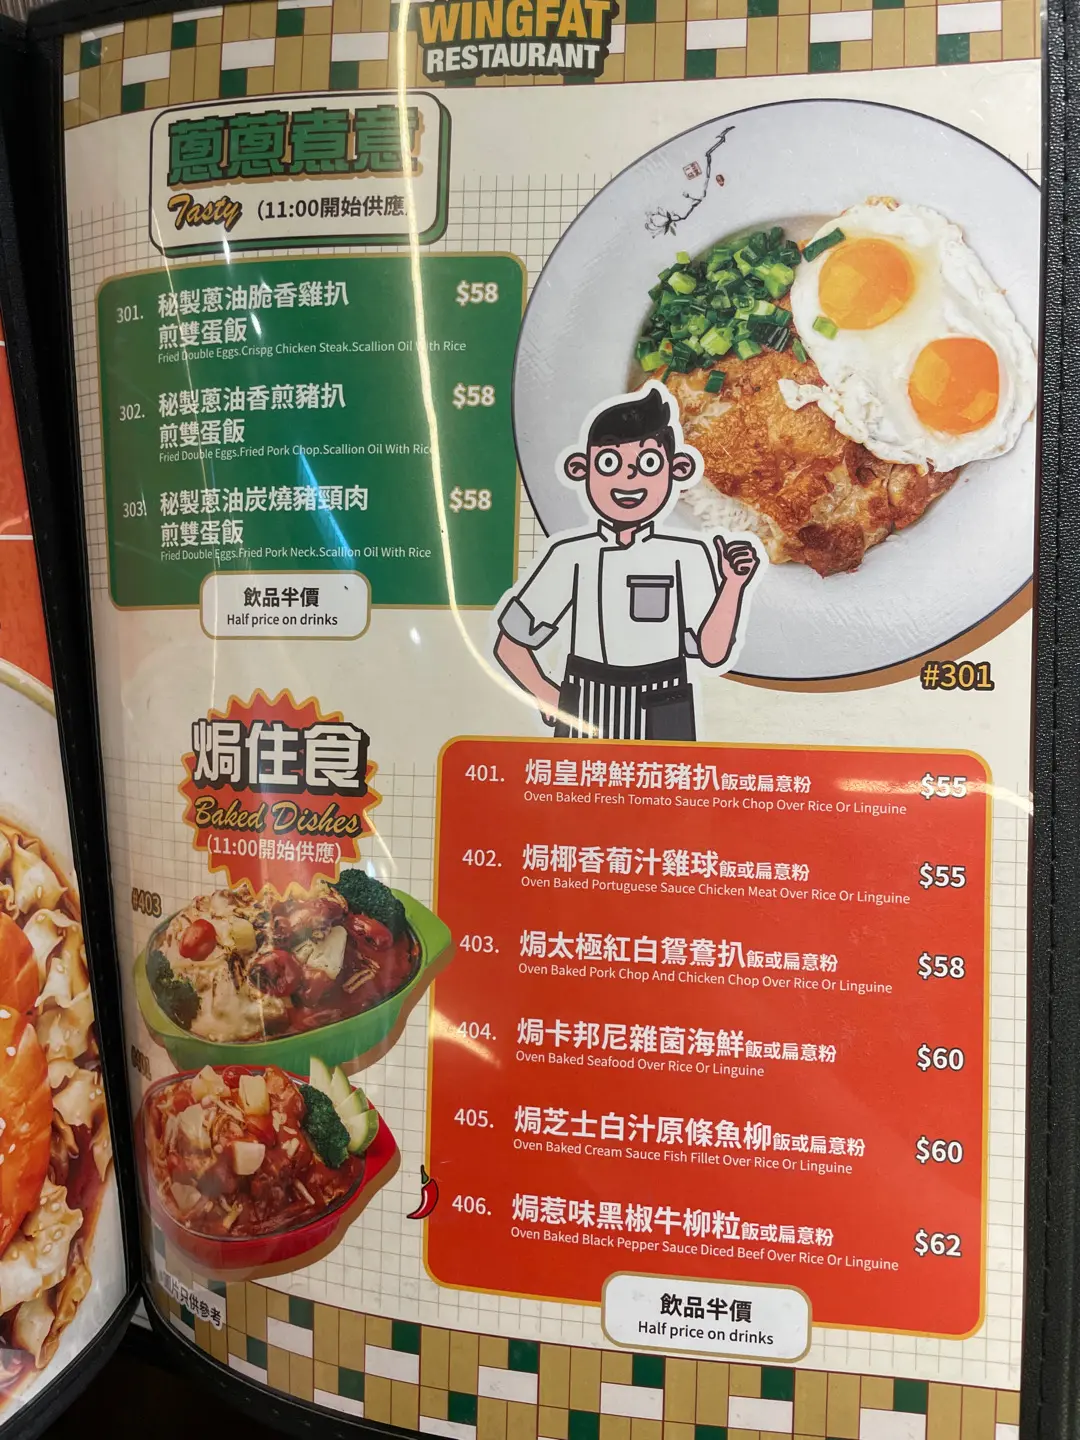 WINGFAT
RESTAURANT
蔥蔥煮意
Tasty (11:00開始供應)
301. 秘製蔥油脆香雞扒 $58
煎雙蛋飯
Fried Double Eggs.Crispg Chicken Steak.Scallion Oil With Rice
302. 秘製蔥油香煎豬扒 $58
煎雙蛋飯
Fried Double Eggs.Fried Pork Chop.Scallion Oil With Rice
303. 秘製蔥油炭燒豬頸肉 $58
煎雙蛋飯
Fried Double Eggs.Fried Pork Neck.Scallion Oil With Rice
飲品半價
Half price on drinks
#301
焗住食
Baked Dishes
(11:00開始供應)
#403
#401
401. 焗皇牌鮮茄豬扒飯或扁意粉 $55
Oven Baked Fresh Tomato Sauce Pork Chop Over Rice Or Linguine
402. 焗椰香葡汁雞球飯或扁意粉 $55
Oven Baked Portuguese Sauce Chicken Meat Over Rice Or Linguine
403. 焗太極紅白鴛鴦扒飯或扁意粉 $58
Oven Baked Pork Chop And Chicken Chop Over Rice Or Linguine
404. 焗卡邦尼雜菌海鮮飯或扁意粉 $60
Oven Baked Seafood Over Rice Or Linguine
405. 焗芝士白汁原條魚柳飯或扁意粉 $60
Oven Baked Cream Sauce Fish Fillet Over Rice Or Linguine
406. 焗惹味黑椒牛柳粒飯或扁意粉 $62
Oven Baked Black Pepper Sauce Diced Beef Over Rice Or Linguine
飲品半價
Half price on drinks
*圖片只供參考